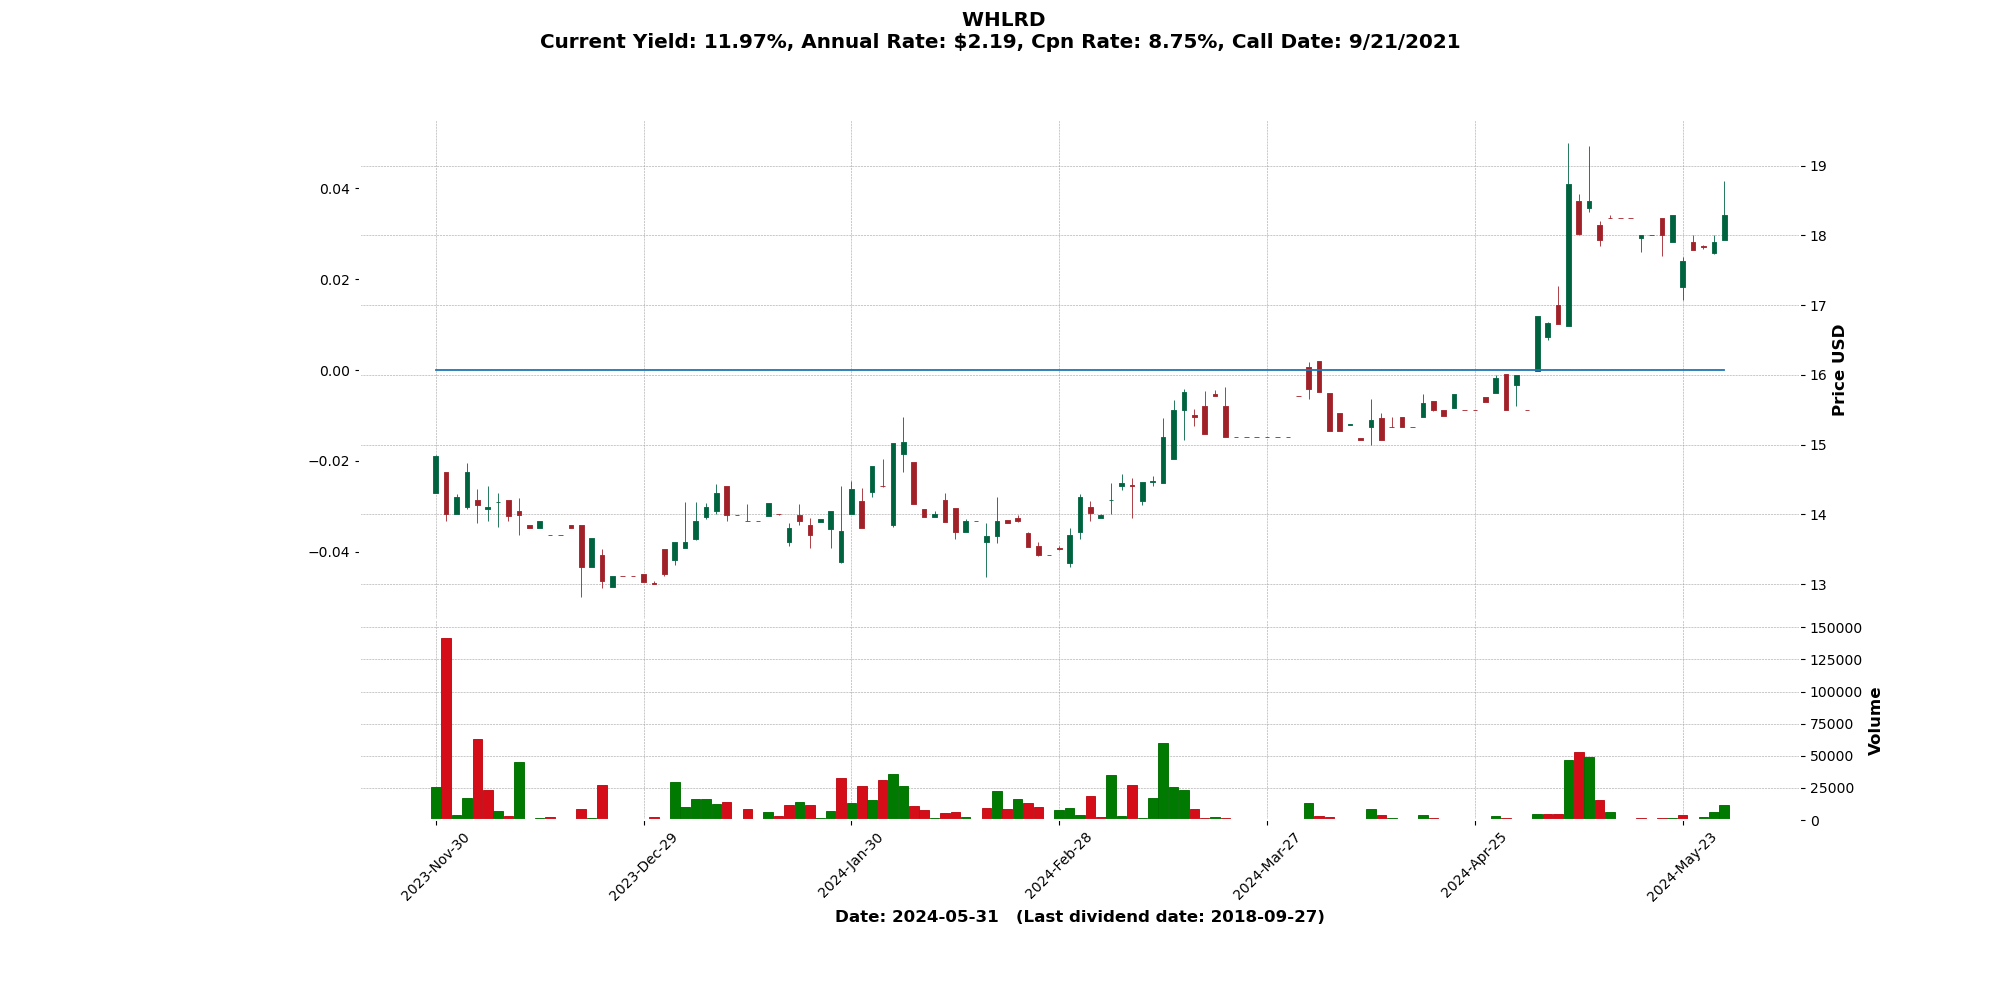 WHLRD
Current Yield: 11.97%, Annual Rate: $2.19, Cpn Rate: 8.75%, Call Date: 9/21/2021
0.04
0.02
0.00
−0.02
−0.04
19
18
17
16
15
14
13
Price USD
150000
125000
100000
75000
50000
25000
0
Volume
2023-Nov-30
2023-Dec-29
2024-Jan-30
2024-Feb-28
2024-Mar-27
2024-Apr-25
2024-May-23
Date: 2024-05-31 (Last dividend date: 2018-09-27)